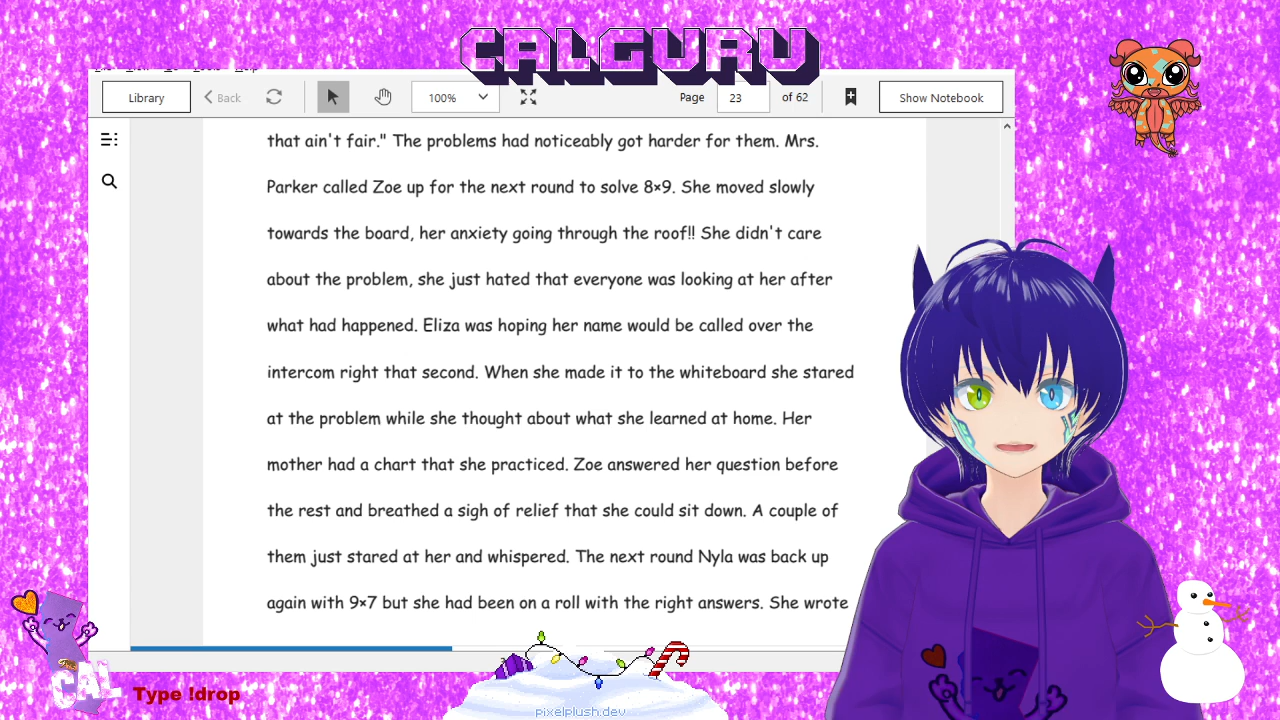 CALGURU
Library
Back
100%
Page 23 of 62
Show Notebook
that ain't fair." The problems had noticeably got harder for them. Mrs.
Parker called Zoe up for the next round to solve 8×9. She moved slowly
towards the board, her anxiety going through the roof!! She didn't care
about the problem, she just hated that everyone was looking at her after
what had happened. Eliza was hoping her name would be called over the
intercom right that second. When she made it to the whiteboard she stared
at the problem while she thought about what she learned at home. Her
mother had a chart that she practiced. Zoe answered her question before
the rest and breathed a sigh of relief that she could sit down. A couple of
them just stared at her and whispered. The next round Nyla was back up
again with 9×7 but she had been on a roll with the right answers. She wrote
CAL
Type !drop
pixelplush.dev